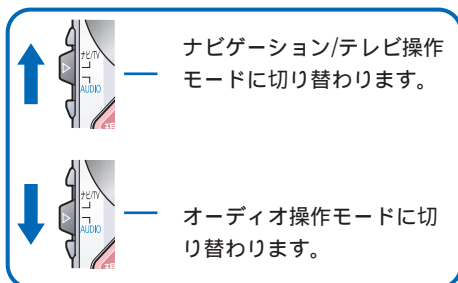 ナビ/TV
AUDIO
ナビゲーション/テレビ操作
モードに切り替わります。
ナビ/TV
AUDIO
オーディオ操作モードに切
り替わります。